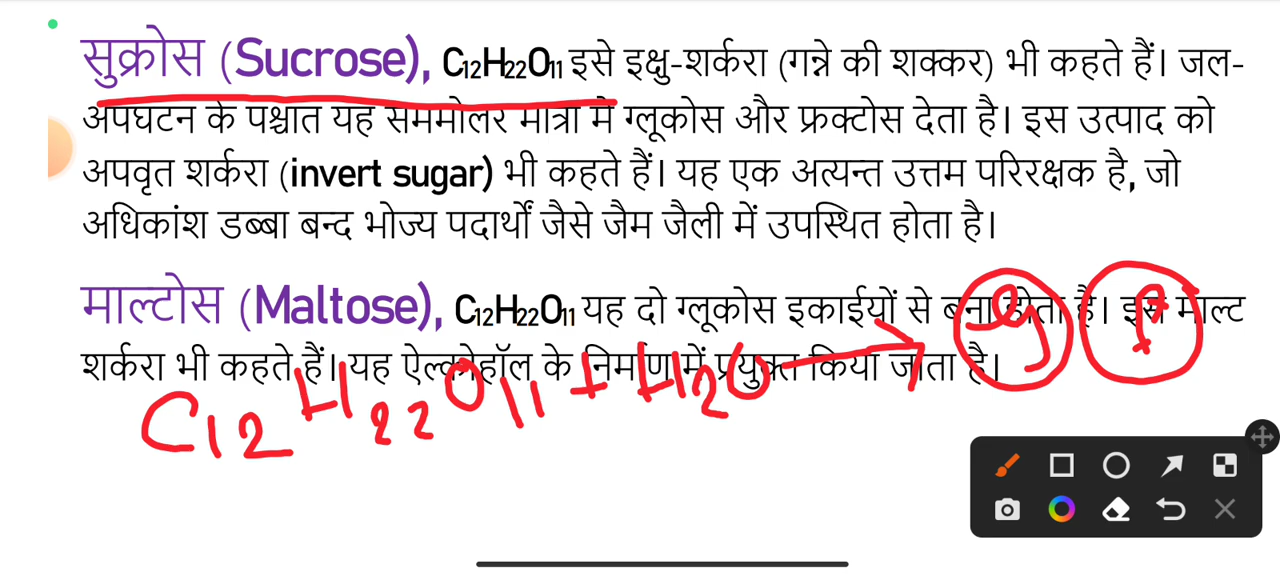 सुक्रोस (Sucrose), C12H22O11 इसे इक्षु-शर्करा (गन्ने की शक्कर) भी कहते हैं। जल-
अपघटन के पश्चात यह सममोलर मात्रा में ग्लूकोस और फ्रक्टोस देता है। इस उत्पाद को
अपवृत शर्करा (invert sugar) भी कहते हैं। यह एक अत्यन्त उत्तम परिरक्षक है, जो
अधिकांश डब्बा बन्द भोज्य पदार्थों जैसे जैम जैली में उपस्थित होता है।
माल्टोस (Maltose), C12H22O11 यह दो ग्लूकोस इकाईयों से बना होता है। इसे माल्ट
शर्करा भी कहते हैं। यह ऐल्कोहॉल के निर्माण में प्रयुक्त किया जाता है।
C12H22O11 + H2O → g f